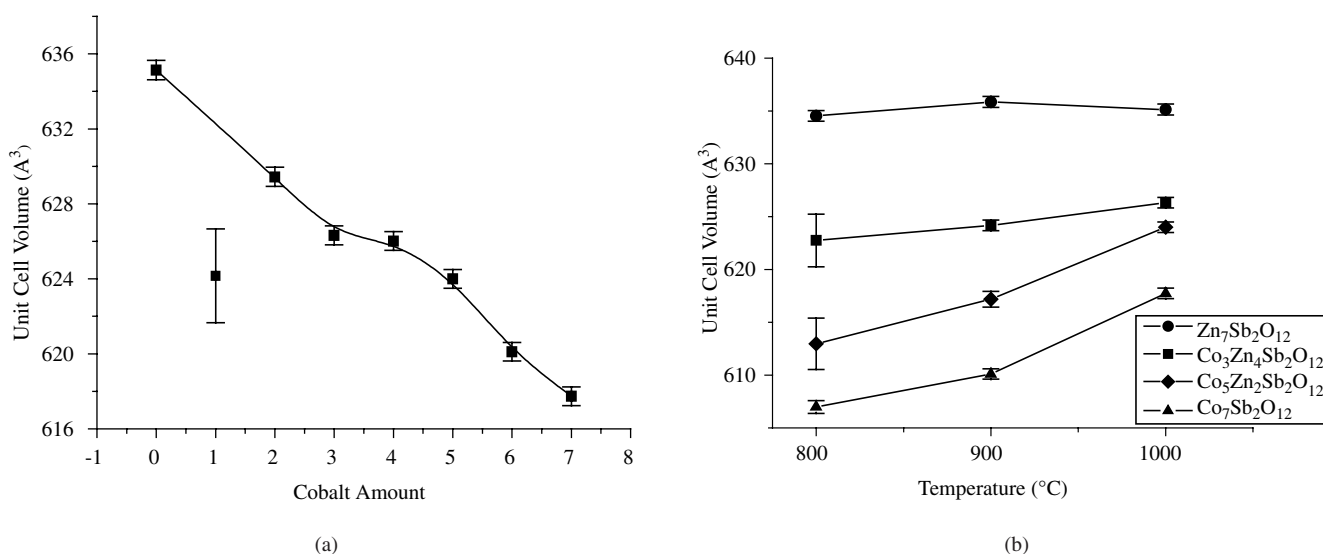 636
632
628
624
620
616
Unit Cell Volume (A³)
-1 0 1 2 3 4 5 6 7 8
Cobalt Amount
(a)
640
630
620
610
Unit Cell Volume (A³)
800 900 1000
Temperature (°C)
Zn₇Sb₂O₁₂
Co₃Zn₄Sb₂O₁₂
Co₅Zn₂Sb₂O₁₂
Co₇Sb₂O₁₂
(b)